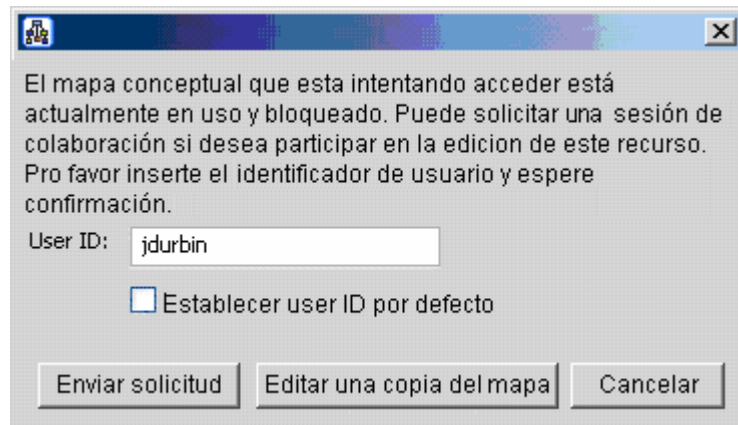 El mapa conceptual que esta intentando acceder está
actualmente en uso y bloqueado. Puede solicitar una sesión de
colaboración si desea participar en la edicion de este recurso.
Pro favor inserte el identificador de usuario y espere
confirmación.
User ID: jdurbin
Establecer user ID por defecto
Enviar solicitud Editar una copia del mapa Cancelar